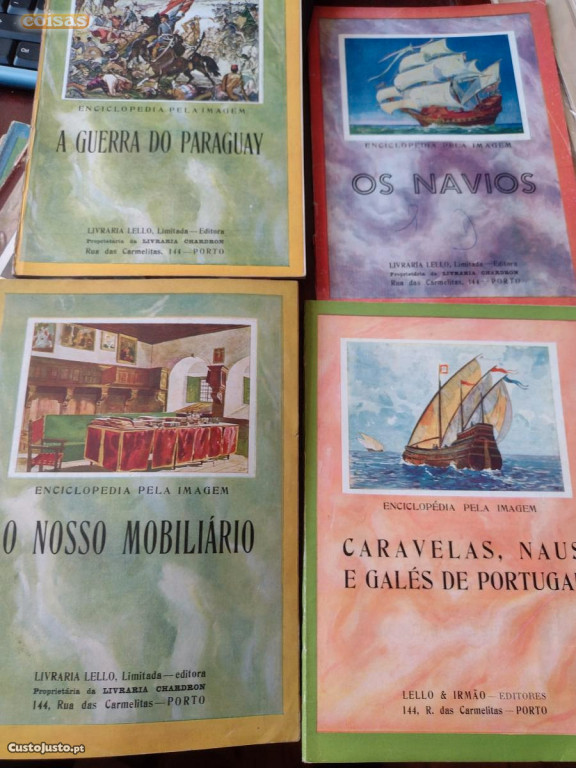 coisas
ENCICLOPEDIA PELA IMAGEM
A GUERRA DO PARAGUAY
LIVRARIA LELLO, Limitada — Editora
Proprietária da LIVRARIA CHARDRON
Rua das Carmelitas, 144 — PORTO
ENCICLOPEDIA PELA IMAGEM
OS NAVIOS
LIVRARIA LELLO, Limitada — Editora
Proprietária da LIVRARIA CHARDRON
Rua das Carmelitas, 144 — PORTO
ENCICLOPEDIA PELA IMAGEM
O NOSSO MOBILIÁRIO
LIVRARIA LELLO, Limitada — editora
Proprietária da LIVRARIA CHARDRON
144, Rua das Carmelitas — PORTO
ENCICLOPÉDIA PELA IMAGEM
CARAVELAS, NAUS
E GALÉS DE PORTUGAL
LELLO & IRMÃO — EDITORES
144, R. das Carmelitas — PORTO
CustoJusto.pt